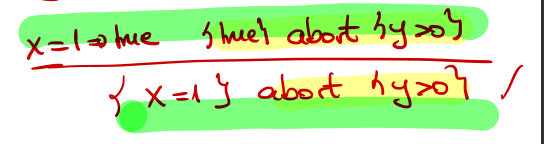 x=1⇒true {true} abort {y>0}
{ x=1 } abort {y>0} ✓